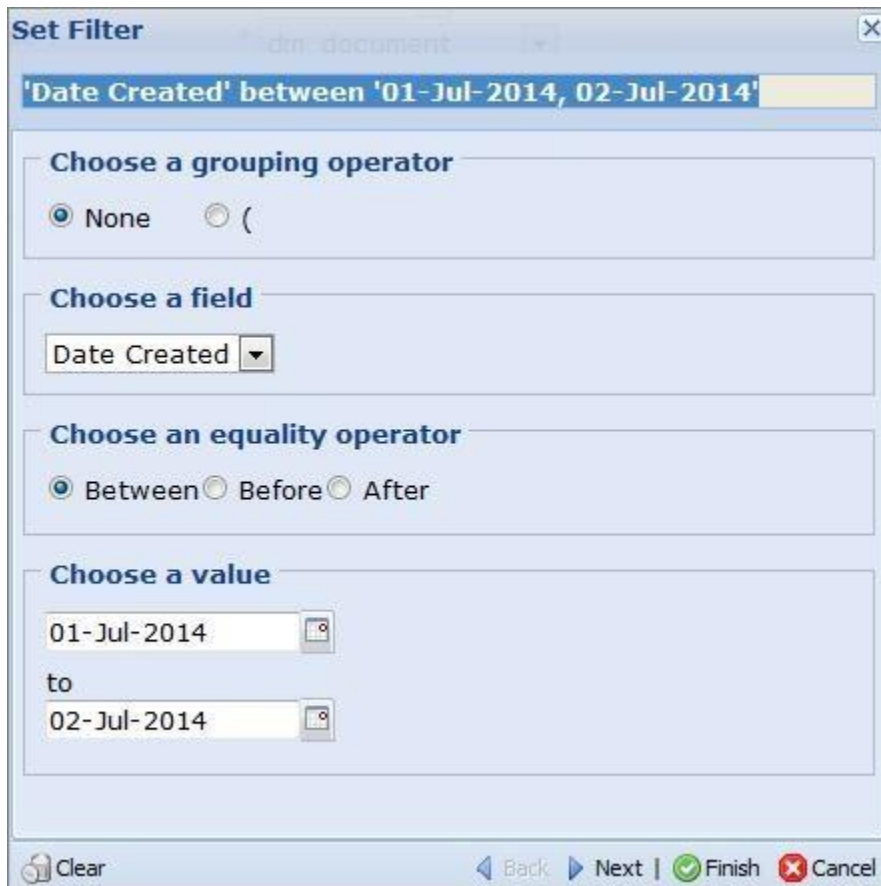 Set Filter
dm_document
'Date Created' between '01-Jul-2014, 02-Jul-2014'
Choose a grouping operator
None (
Choose a field
Date Created
Choose an equality operator
Between Before After
Choose a value
01-Jul-2014
to
02-Jul-2014
Clear Back Next | Finish Cancel